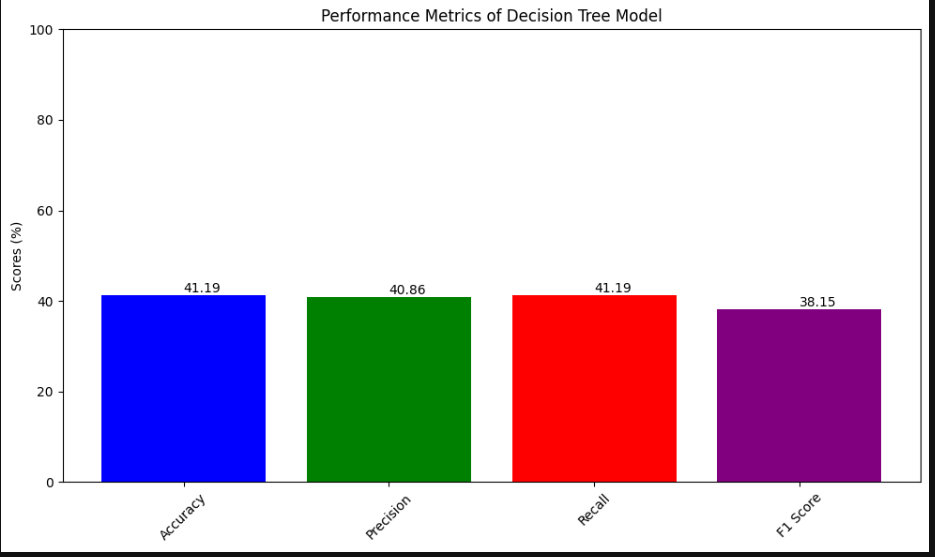 Performance Metrics of Decision Tree Model
100
80
60
40
20
0
Scores (%)
41.19
40.86
41.19
38.15
Accuracy
Precision
Recall
F1 Score